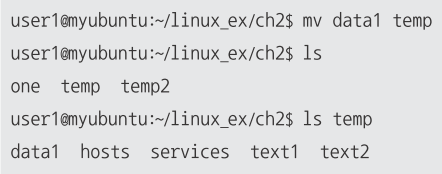 user1@myubuntu:~/linux_ex/ch2$ mv data1 temp
user1@myubuntu:~/linux_ex/ch2$ ls
one  temp  temp2
user1@myubuntu:~/linux_ex/ch2$ ls temp
data1  hosts  services  text1  text2